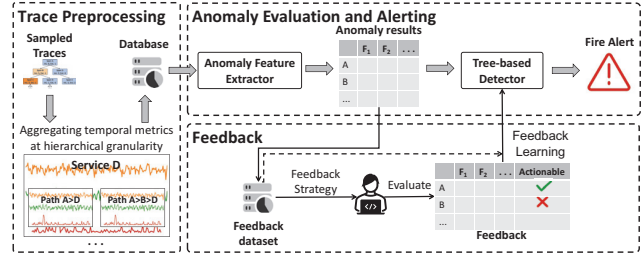 Trace Preprocessing
Sampled
Traces
Database
Aggregating temporal metrics
at hierarchical granularity
Service D
Path A>D
Path A>B>D
...
Anomaly Evaluation and Alerting
Anomaly Feature
Extractor
Anomaly results
F1 F2 ...
A
B
...
Tree-based
Detector
Fire Alert
Feedback
Feedback
dataset
Feedback
Strategy
Evaluate
Feedback
Learning
F1 F2 ... Actionable
A
B
...
Feedback